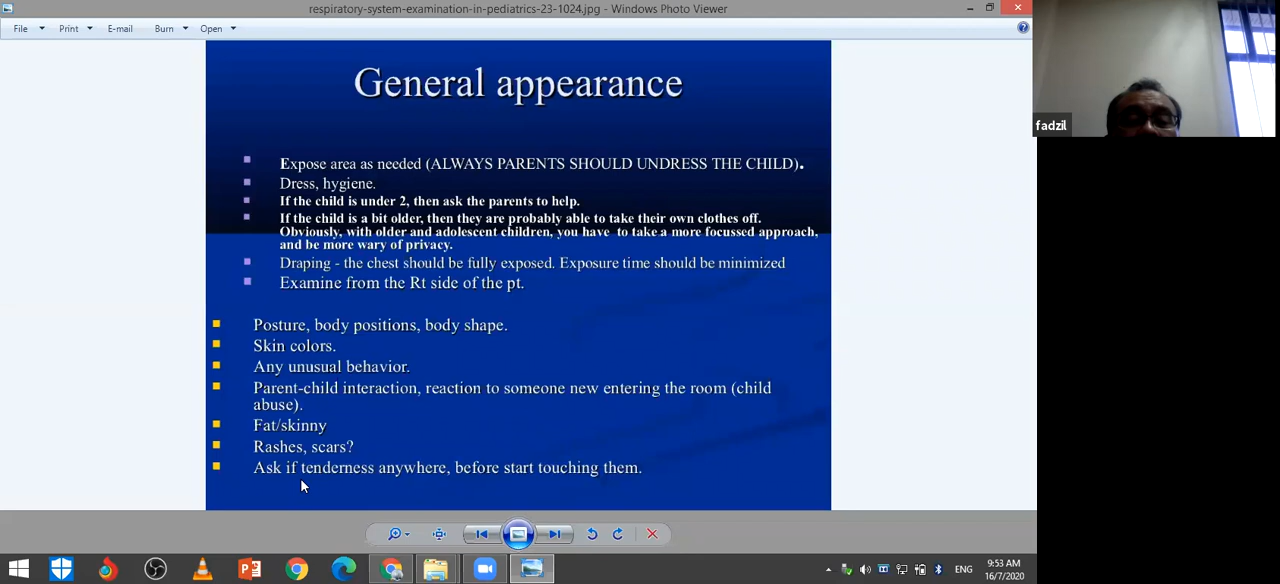 respiratory-system-examination-in-pediatrics-23-1024.jpg - Windows Photo Viewer
File Print E-mail Burn Open
General appearance
Expose area as needed (ALWAYS PARENTS SHOULD UNDRESS THE CHILD).
Dress, hygiene.
If the child is under 2, then ask the parents to help.
If the child is a bit older, then they are probably able to take their own clothes off.
Obviously, with older and adolescent children, you have to take a more focussed approach,
and be more wary of privacy.
Draping - the chest should be fully exposed. Exposure time should be minimized
Examine from the Rt side of the pt.
Posture, body positions, body shape.
Skin colors.
Any unusual behavior.
Parent-child interaction, reaction to someone new entering the room (child
abuse).
Fat/skinny
Rashes, scars?
Ask if tenderness anywhere, before start touching them.
fadzil
ENG
9:53 AM
16/7/2020